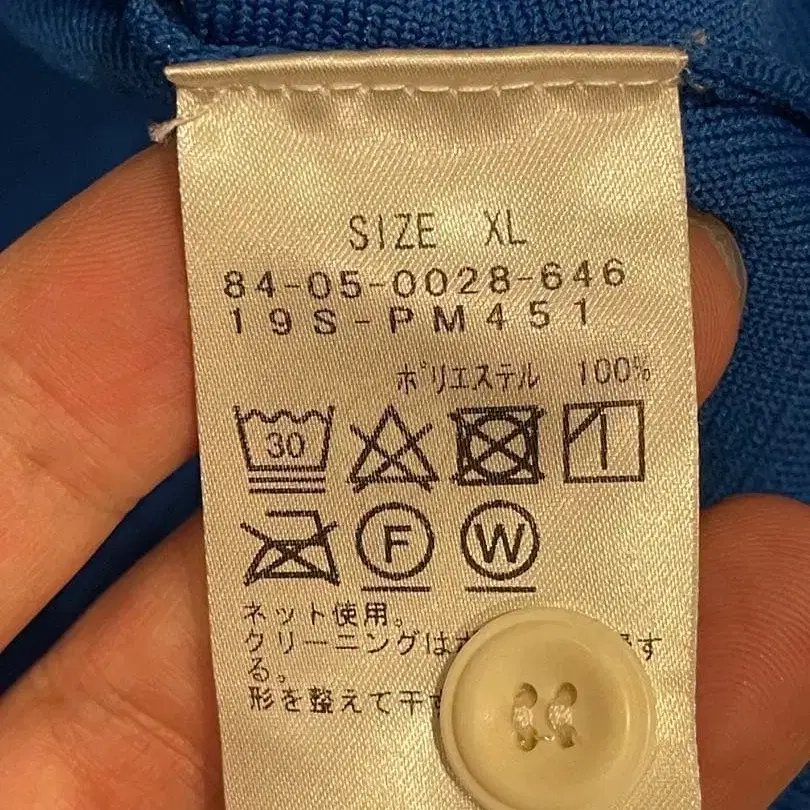 SIZE XL
84-05-0028-646
19S-PM451
ポリエステル 100%
30
F W
ネット使用。
クリーニングは
る。
形を整えて干す